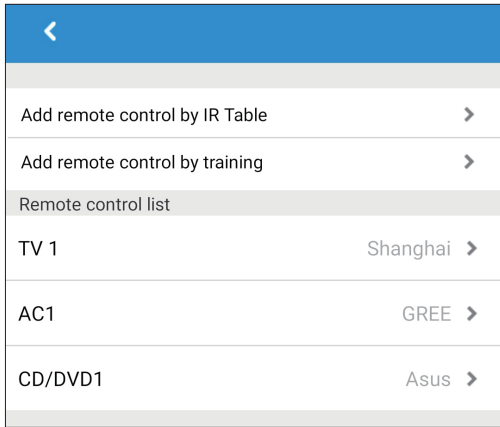 Add remote control by IR Table
Add remote control by training
Remote control list
TV 1 Shanghai
AC1 GREE
CD/DVD1 Asus